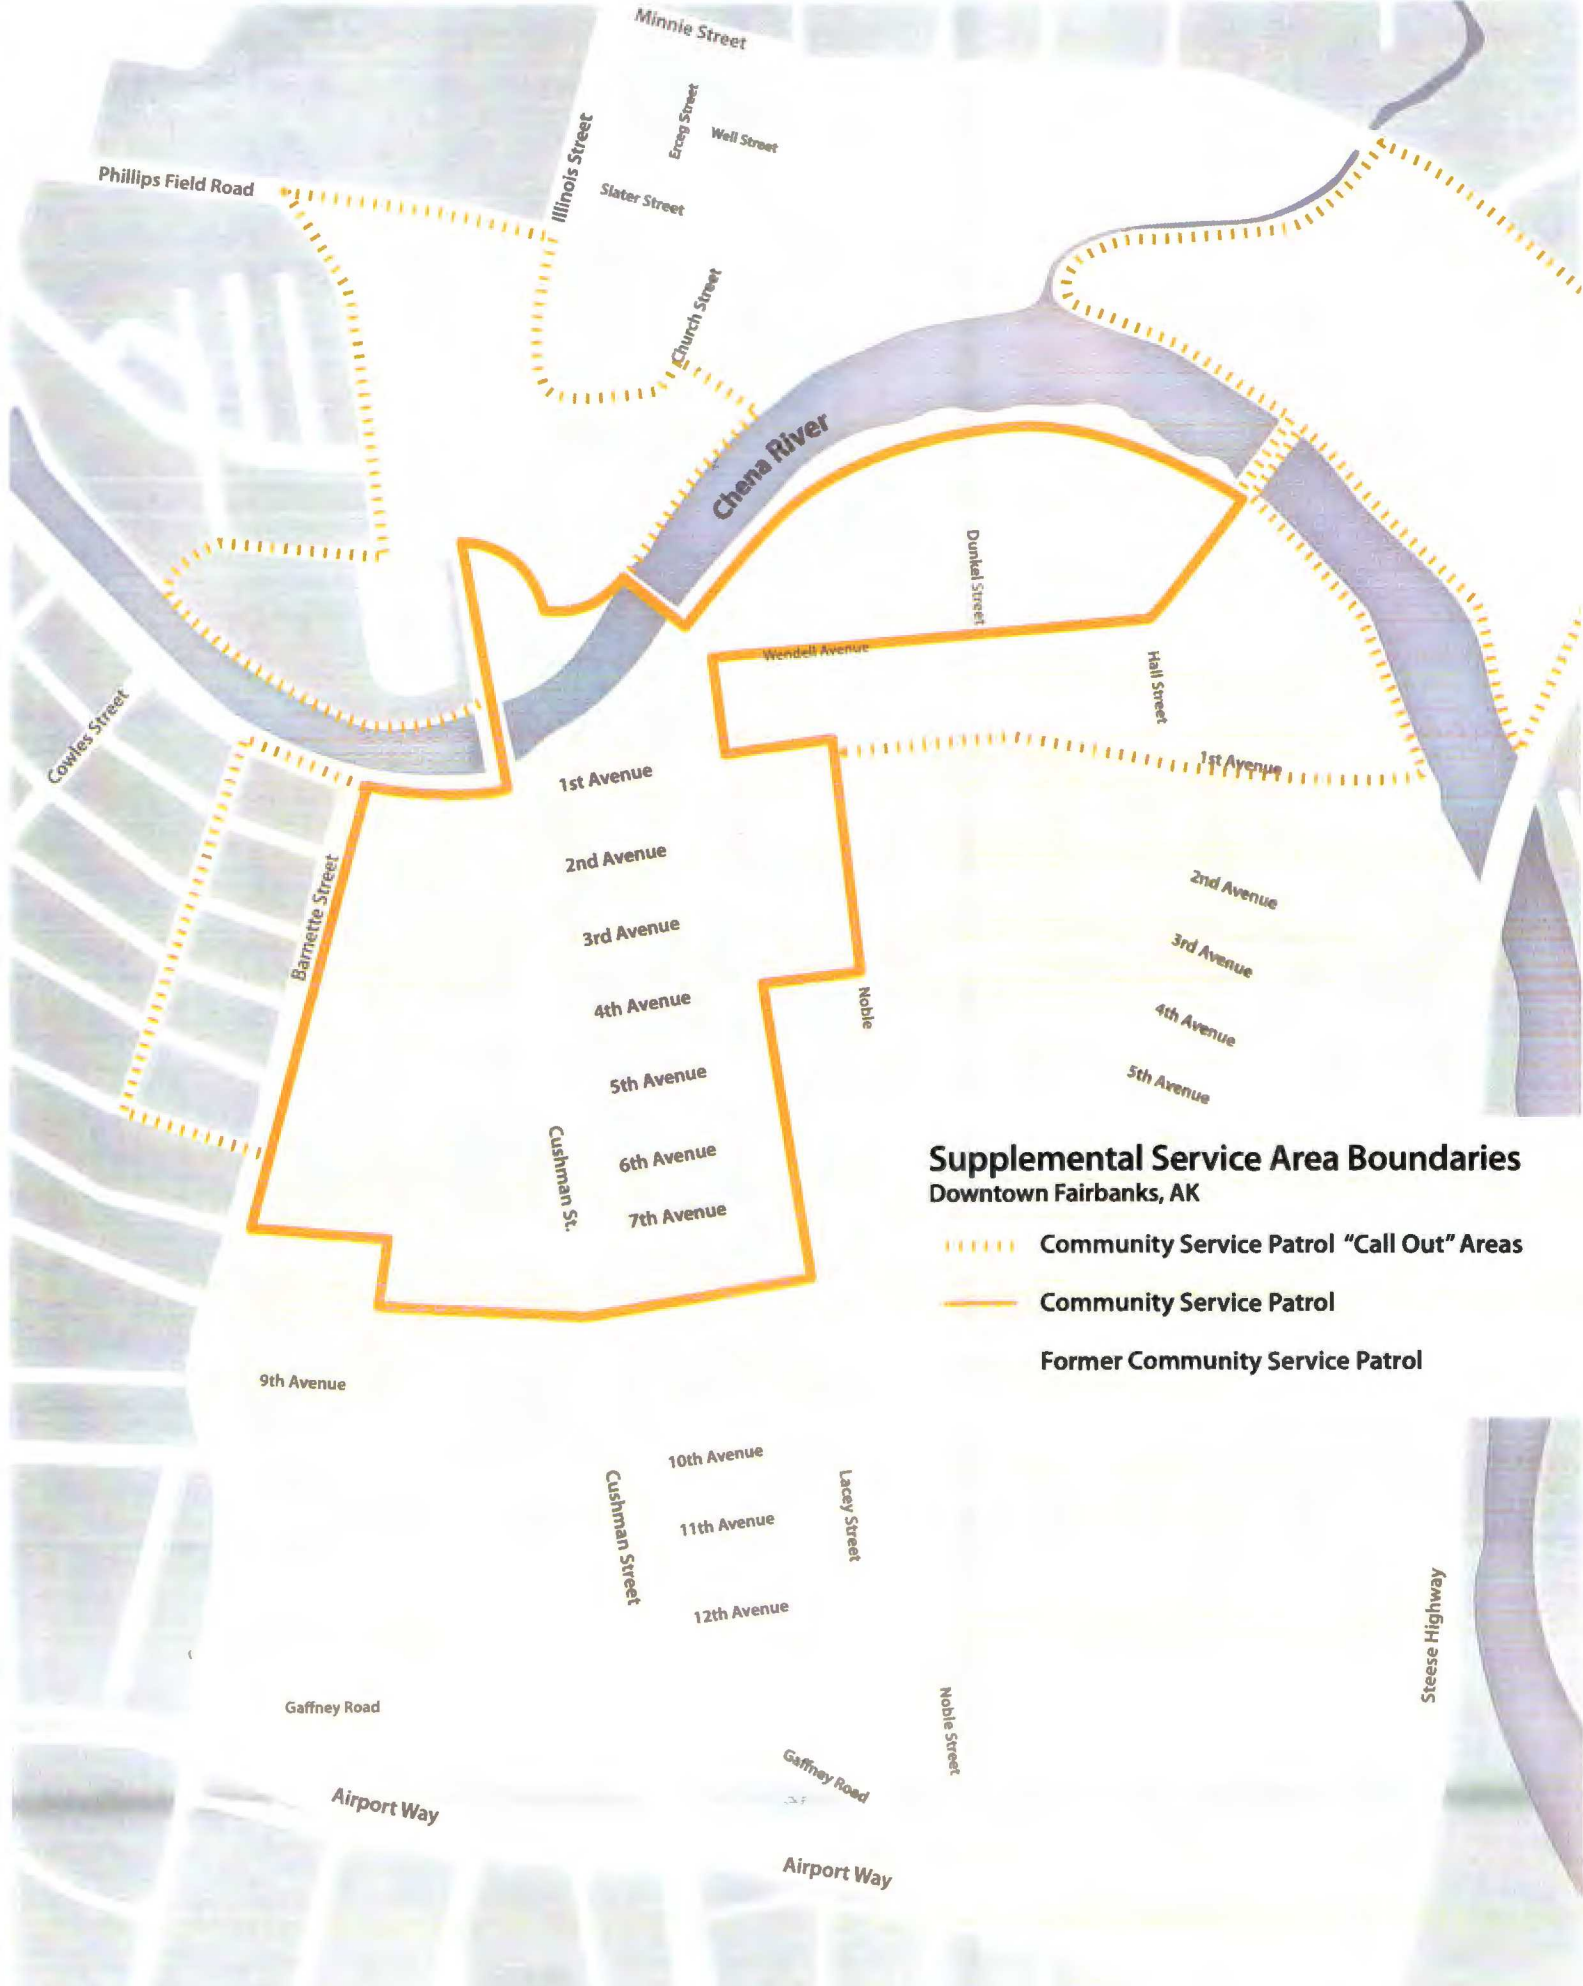 Minnie Street
Erceg Street
Well Street
Illinois Street
Phillips Field Road
Slater Street
Church Street
Chena River
Dunkel Street
Wendell Avenue
Hall Street
Cowles Street
1st Avenue
1st Avenue
2nd Avenue
2nd Avenue
Barnette Street
3rd Avenue
3rd Avenue
4th Avenue
Noble
4th Avenue
5th Avenue
5th Avenue
Cushman St.
6th Avenue
7th Avenue
Supplemental Service Area Boundaries
Downtown Fairbanks, AK
Community Service Patrol “Call Out” Areas
Community Service Patrol
Former Community Service Patrol
9th Avenue
10th Avenue
Cushman Street
Lacey Street
11th Avenue
12th Avenue
Steese Highway
Gaffney Road
Noble Street
Gaffney Road
Airport Way
Airport Way